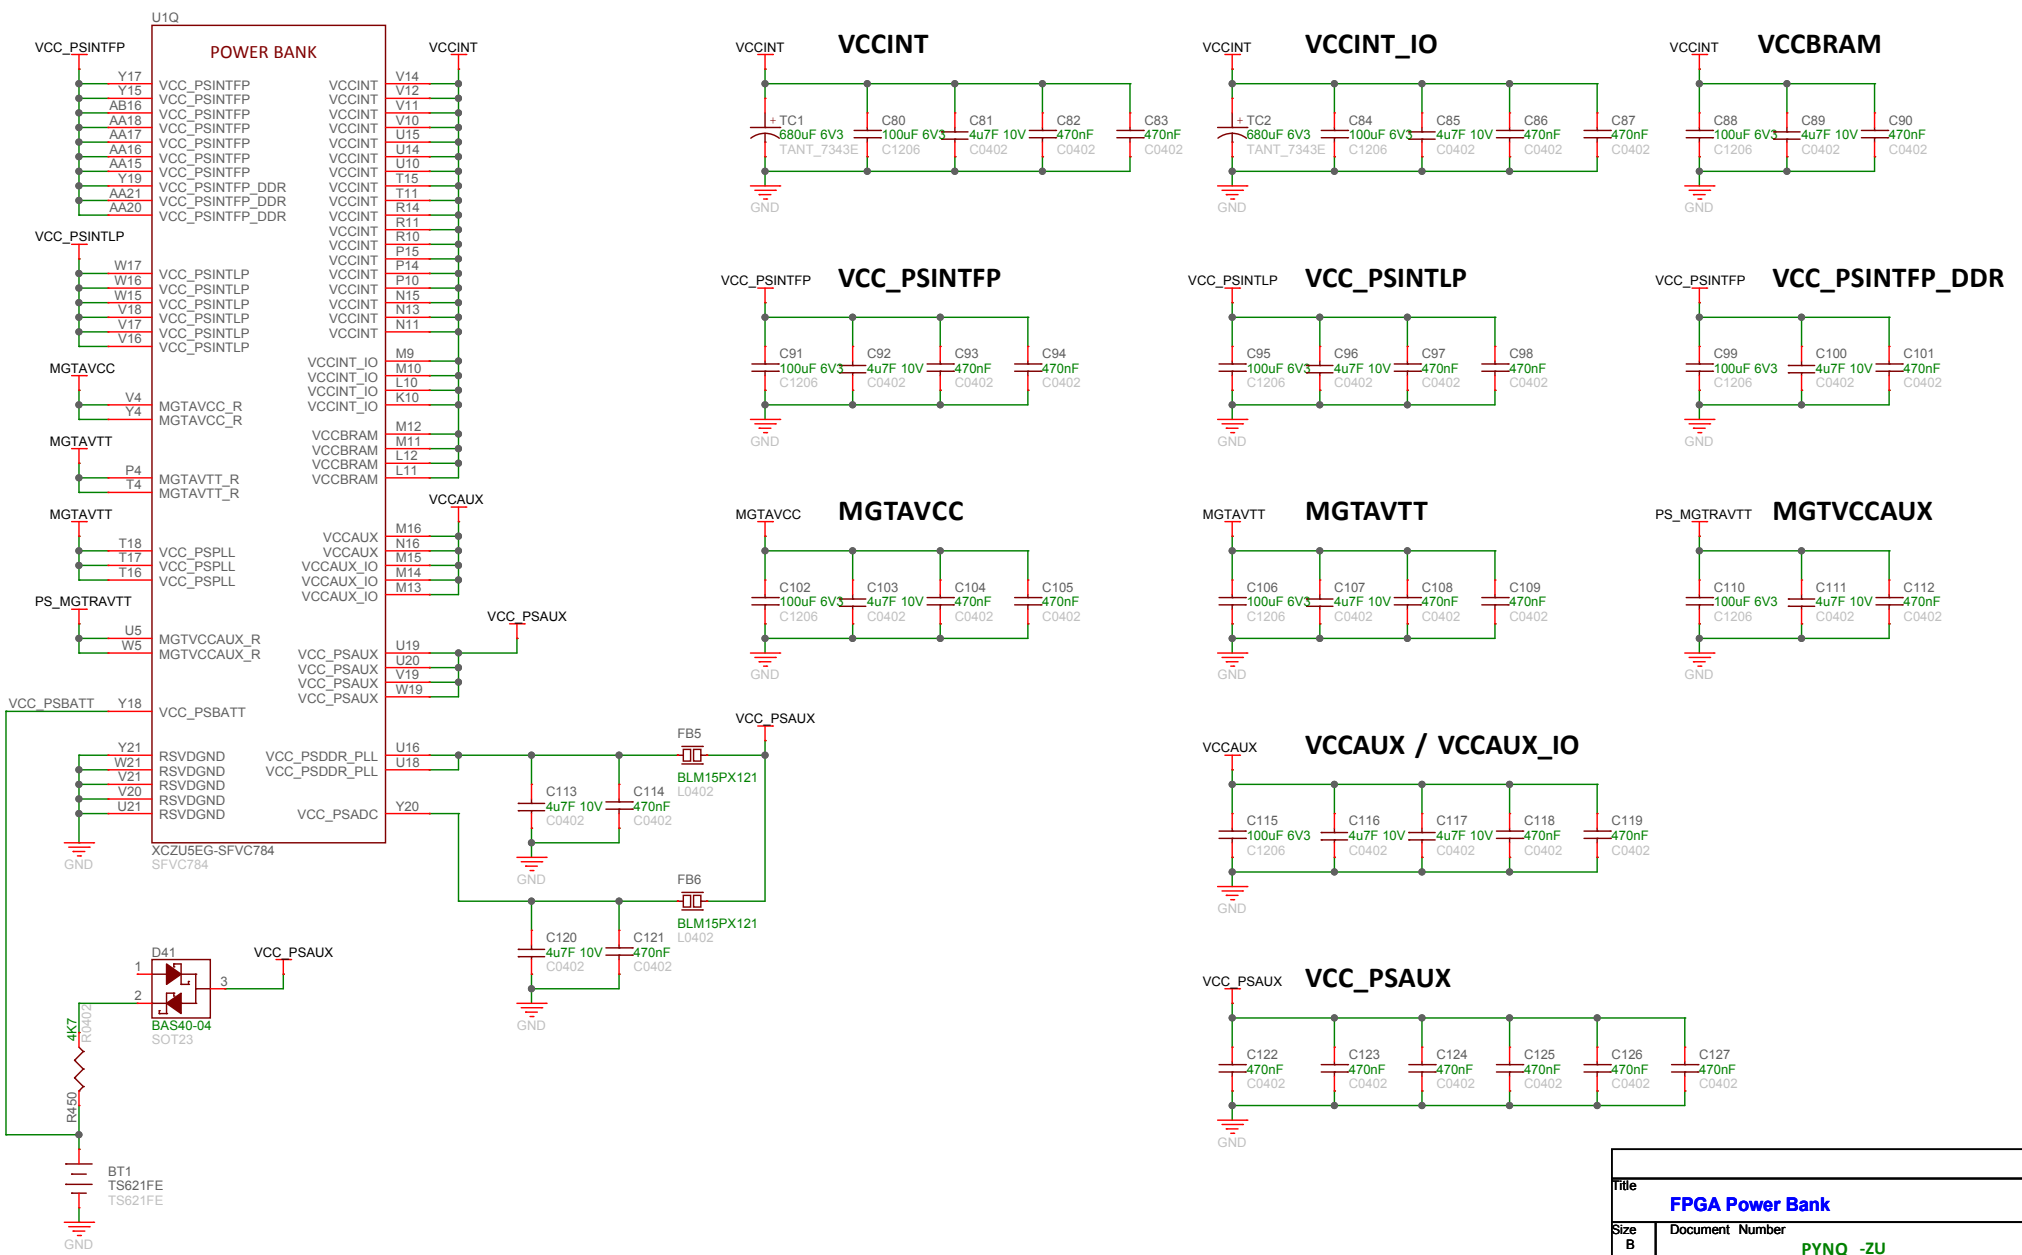 U1Q
POWER BANK
VCC_PSINTFP
Y17 VCC_PSINTFP
Y15 VCC_PSINTFP
AB16 VCC_PSINTFP
AA18 VCC_PSINTFP
AA17 VCC_PSINTFP
AA16 VCC_PSINTFP
AA15 VCC_PSINTFP
Y19 VCC_PSINTFP_DDR
AA21 VCC_PSINTFP_DDR
AA20 VCC_PSINTFP_DDR
VCC_PSINTLP
W17 VCC_PSINTLP
W16 VCC_PSINTLP
W15 VCC_PSINTLP
V18 VCC_PSINTLP
V17 VCC_PSINTLP
V16 VCC_PSINTLP
MGTAVCC
V4 MGTAVCC_R
Y4 MGTAVCC_R
MGTAVTT
P4 MGTAVTT_R
T4 MGTAVTT_R
MGTAVTT
T18 VCC_PSPLL
T17 VCC_PSPLL
T16 VCC_PSPLL
PS_MGTRAVTT
U5 MGTVCCAUX_R
W5 MGTVCCAUX_R
VCC_PSBATT Y18 VCC_PSBATT
Y21 RSVDGND
W21 RSVDGND
V21 RSVDGND
V20 RSVDGND
U21 RSVDGND
GND
XCZU5EG-SFVC784
SFVC784
VCCINT
VCCINT V14
VCCINT V12
VCCINT V11
VCCINT V10
VCCINT U15
VCCINT U14
VCCINT U10
VCCINT T15
VCCINT T11
VCCINT R14
VCCINT R11
VCCINT R10
VCCINT P15
VCCINT P14
VCCINT P10
VCCINT N15
VCCINT N13
VCCINT N11
VCCINT_IO M9
VCCINT_IO M10
VCCINT_IO L10
VCCINT_IO K10
VCCBRAM M12
VCCBRAM M11
VCCBRAM L12
VCCBRAM L11
VCCAUX
VCCAUX M16
VCCAUX N16
VCCAUX_IO M15
VCCAUX_IO M14
VCCAUX_IO M13
VCC_PSAUX
VCC_PSAUX U19
VCC_PSAUX U20
VCC_PSAUX V19
VCC_PSAUX W19
VCC_PSAUX
VCC_PSDDR_PLL U16
VCC_PSDDR_PLL U18
VCC_PSADC Y20
FB5
BLM15PX121
L0402
C113 C114
4u7F 10V 470nF
C0402 C0402
GND
FB6
BLM15PX121
L0402
C120 C121
4u7F 10V 470nF
C0402 C0402
GND
D41
VCC_PSAUX
1
2
3
BAS40-04
SOT23
4K7
R0402
R450
BT1
TS621FE
TS621FE
GND
VCCINT VCCINT
TC1 C80 C81 C82 C83
+
680uF 6V3 100uF 6V3 4u7F 10V 470nF 470nF
TANT_7343E C1206 C0402 C0402 C0402
GND
VCCINT VCCINT_IO
TC2 C84 C85 C86 C87
+
680uF 6V3 100uF 6V3 4u7F 10V 470nF 470nF
TANT_7343E C1206 C0402 C0402 C0402
GND
VCCINT VCCBRAM
C88 C89 C90
100uF 6V3 4u7F 10V 470nF
C1206 C0402 C0402
GND
VCC_PSINTFP VCC_PSINTFP
C91 C92 C93 C94
100uF 6V3 4u7F 10V 470nF 470nF
C1206 C0402 C0402 C0402
GND
VCC_PSINTLP VCC_PSINTLP
C95 C96 C97 C98
100uF 6V3 4u7F 10V 470nF 470nF
C1206 C0402 C0402 C0402
GND
VCC_PSINTFP VCC_PSINTFP_DDR
C99 C100 C101
100uF 6V3 4u7F 10V 470nF
C1206 C0402 C0402
GND
MGTAVCC MGTAVCC
C102 C103 C104 C105
100uF 6V3 4u7F 10V 470nF 470nF
C1206 C0402 C0402 C0402
GND
MGTAVTT MGTAVTT
C106 C107 C108 C109
100uF 6V3 4u7F 10V 470nF 470nF
C1206 C0402 C0402 C0402
GND
PS_MGTRAVTT MGTVCCAUX
C110 C111 C112
100uF 6V3 4u7F 10V 470nF
C1206 C0402 C0402
GND
VCCAUX VCCAUX / VCCAUX_IO
C115 C116 C117 C118 C119
100uF 6V3 4u7F 10V 4u7F 10V 470nF 470nF
C1206 C0402 C0402 C0402 C0402
GND
VCC_PSAUX VCC_PSAUX
C122 C123 C124 C125 C126 C127
470nF 470nF 470nF 470nF 470nF 470nF
C0402 C0402 C0402 C0402 C0402 C0402
GND
Title
FPGA Power Bank
Size Document Number
B PYNQ -ZU